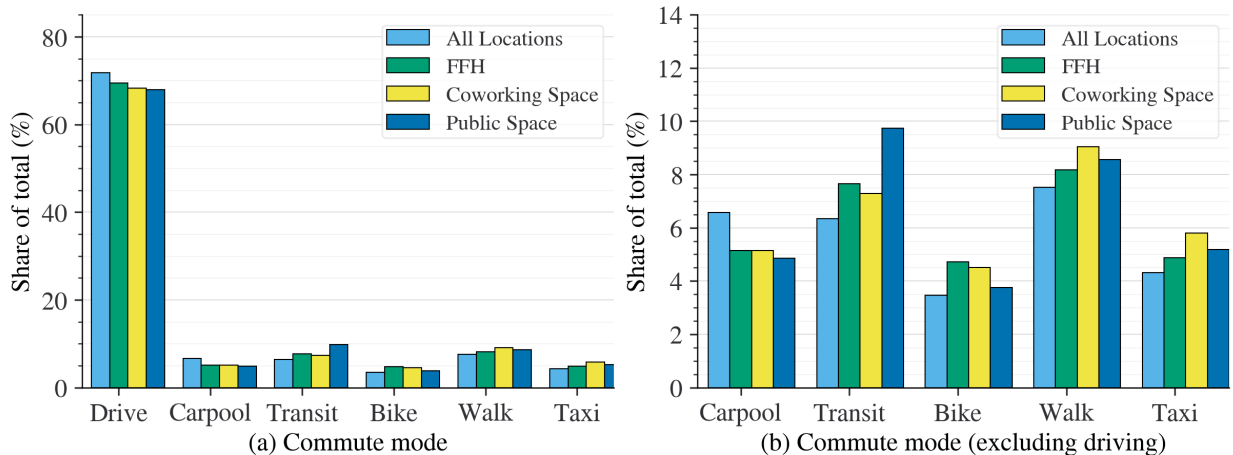 Share of total (%)
80
60
40
20
0
All Locations
FFH
Coworking Space
Public Space
Drive Carpool Transit Bike Walk Taxi
(a) Commute mode
Share of total (%)
14
12
10
8
6
4
2
0
All Locations
FFH
Coworking Space
Public Space
Carpool Transit Bike Walk Taxi
(b) Commute mode (excluding driving)